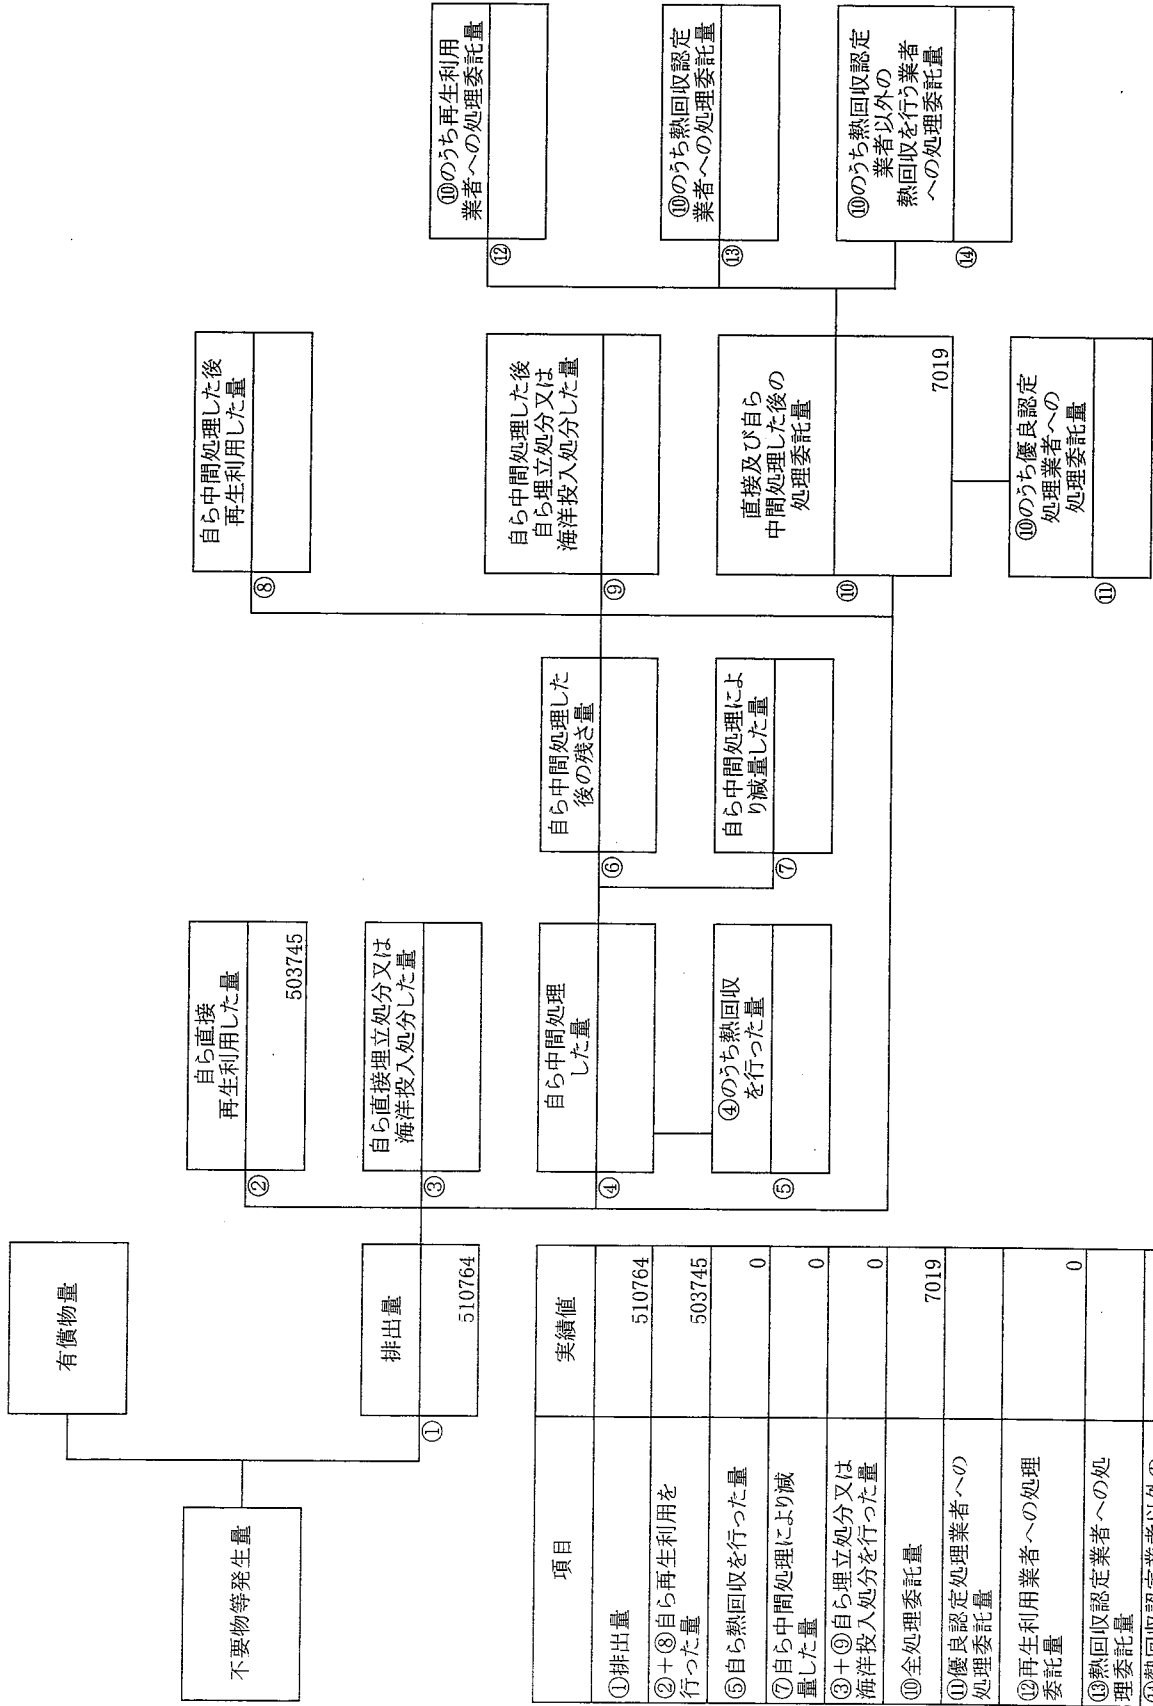 不要物等発生量
有償物量
①
排出量
510764
②
自ら直接
再生利用した量
503745
③
自ら直接埋立処分又は
海洋投入処分した量
④
自ら中間処理
した量
⑤
④のうち熱回収
を行った量
⑥
自ら中間処理した
後の残さ量
⑦
自ら中間処理によ
り減量した量
⑧
自ら中間処理した後
再生利用した量
⑨
自ら中間処理した後
自ら埋立処分又は
海洋投入処分した量
⑩
直接及び自ら
中間処理した後の
処理委託量
7019
⑪
⑩のうち優良認定
処理業者への
処理委託量
⑫
⑩のうち再生利用
業者への処理委託量
⑬
⑩のうち熱回収認定
業者への処理委託量
⑭
⑩のうち熱回収認定
業者以外の
熱回収を行う業者
への処理委託量
項目 実績値
①排出量 510764
②+⑧自ら再生利用を
行った量 503745
⑤自ら熱回収を行った量 0
⑦自ら中間処理により減
量した量 0
③+⑨自ら埋立処分又は
海洋投入処分を行った量 0
⑩全処理委託量 7019
⑪優良認定処理業者への
処理委託量
⑫再生利用業者への処理
委託量 0
⑬熱回収認定業者への処
理委託量
⑭熱回収認定業者以外の